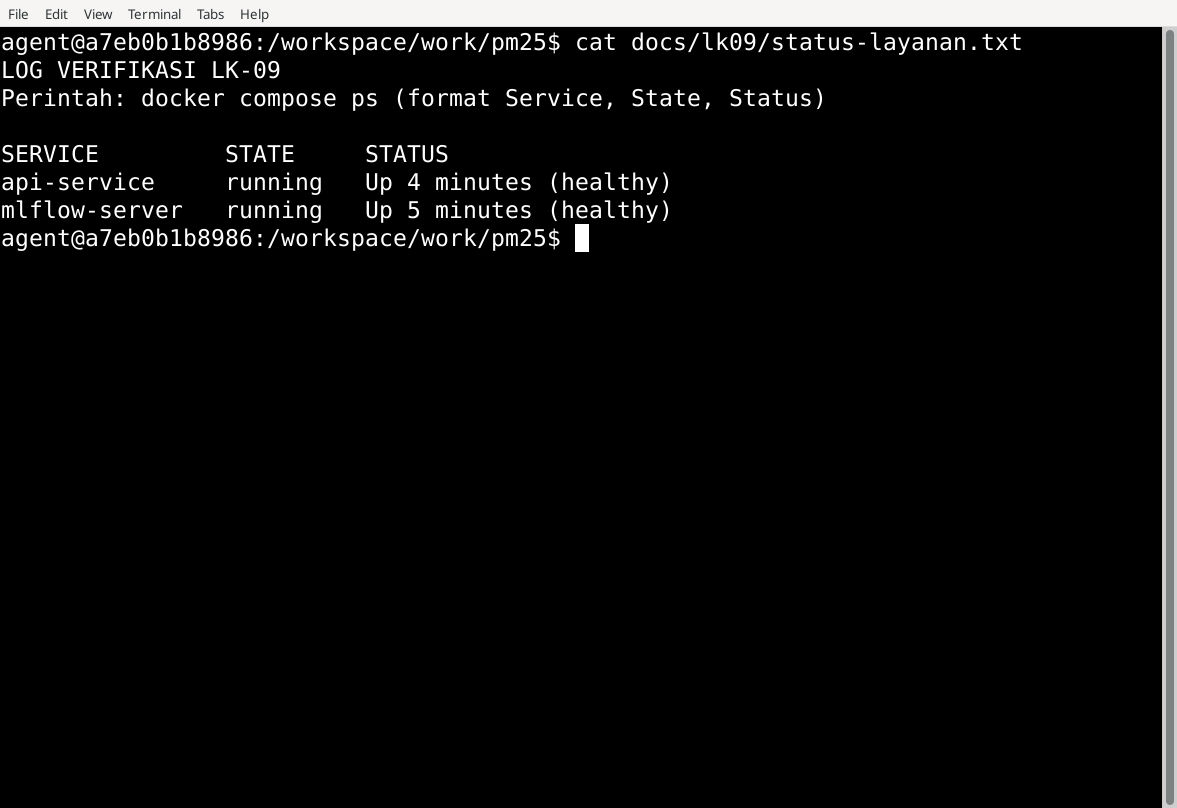 File Edit View Terminal Tabs Help
agent@a7eb0b1b8986:/workspace/work/pm25$ cat docs/lk09/status-layanan.txt
LOG VERIFIKASI LK-09
Perintah: docker compose ps (format Service, State, Status)
SERVICE         STATE     STATUS
api-service     running   Up 4 minutes (healthy)
mlflow-server   running   Up 5 minutes (healthy)
agent@a7eb0b1b8986:/workspace/work/pm25$